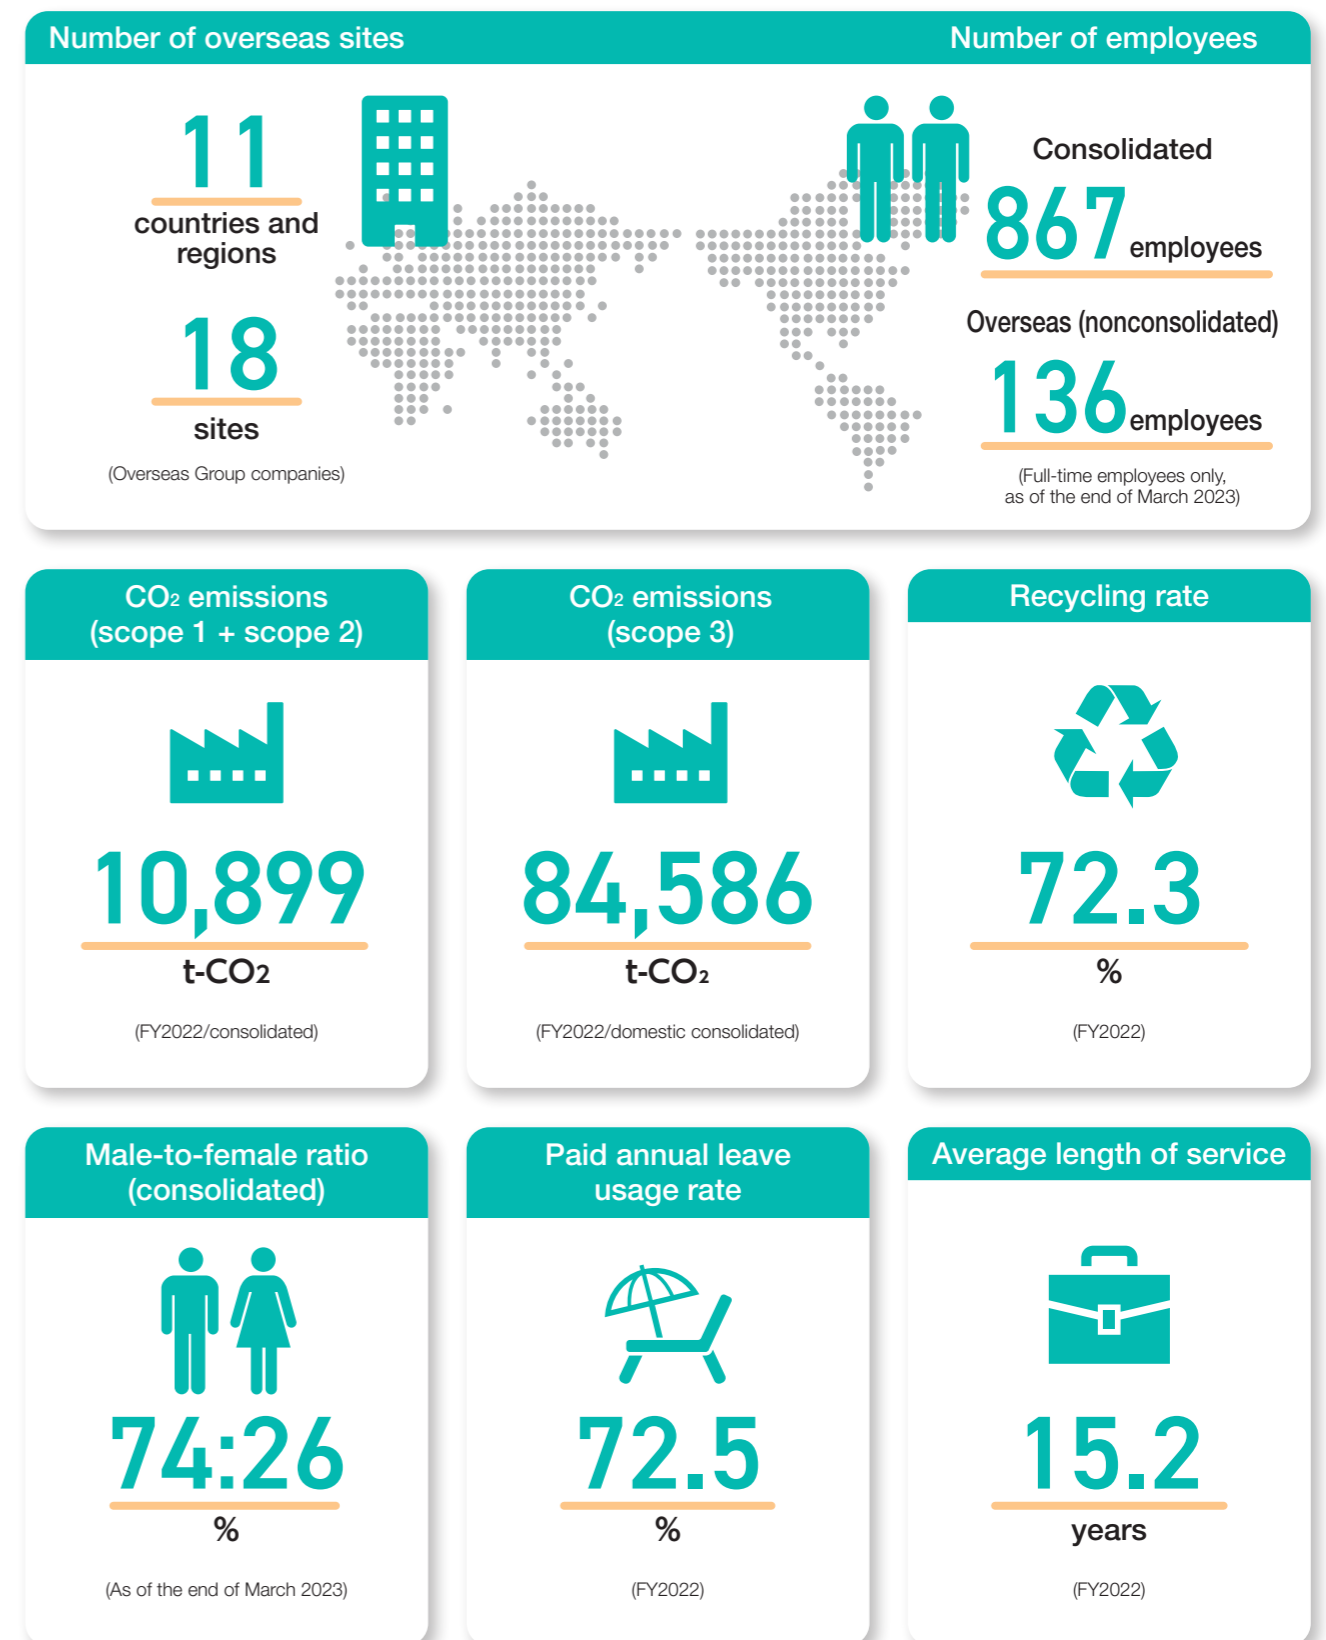 Number of overseas sites
Number of employees
11
countries and
regions
18
sites
(Overseas Group companies)
Consolidated
867 employees
Overseas (nonconsolidated)
136 employees
(Full-time employees only,
as of the end of March 2023)
CO2 emissions
(scope 1 + scope 2)
10,899
t-CO2
(FY2022/consolidated)
CO2 emissions
(scope 3)
84,586
t-CO2
(FY2022/domestic consolidated)
Recycling rate
72.3
%
(FY2022)
Male-to-female ratio
(consolidated)
74:26
%
(As of the end of March 2023)
Paid annual leave
usage rate
72.5
%
(FY2022)
Average length of service
15.2
years
(FY2022)